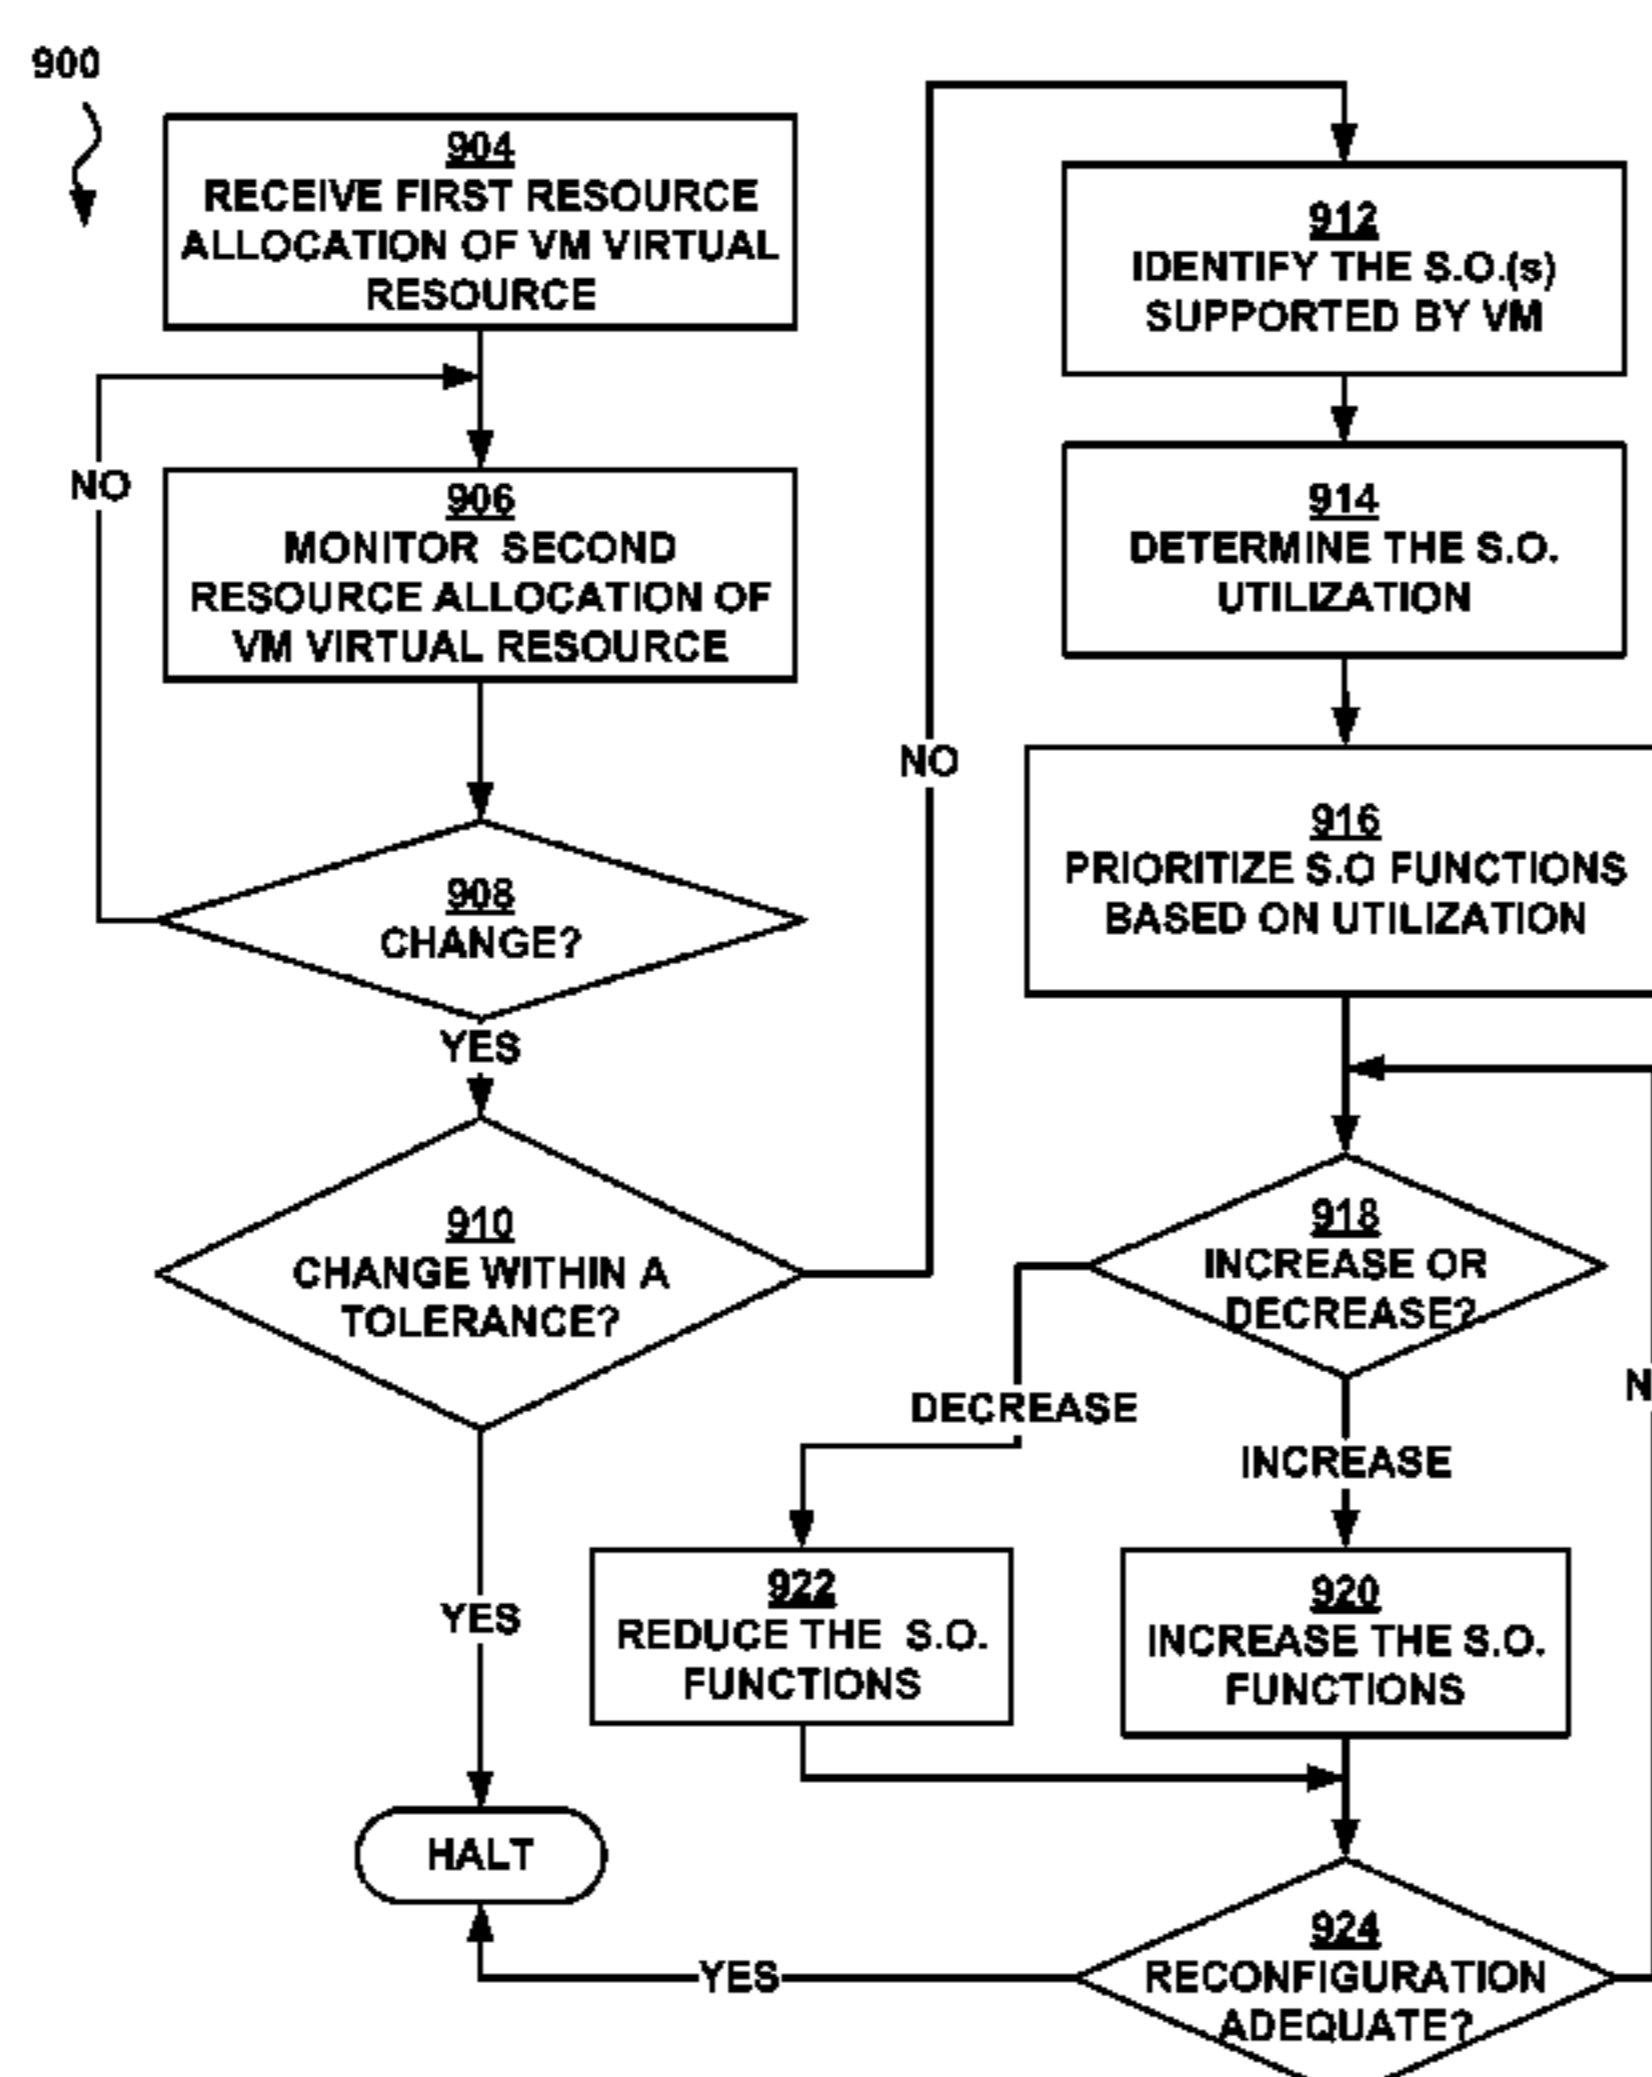 900
904
RECEIVE FIRST RESOURCE
ALLOCATION OF VM VIRTUAL
RESOURCE
NO
906
MONITOR SECOND
RESOURCE ALLOCATION OF
VM VIRTUAL RESOURCE
908
CHANGE?
YES
910
CHANGE WITHIN A
TOLERANCE?
YES
HALT
NO
912
IDENTIFY THE S.O.(s)
SUPPORTED BY VM
914
DETERMINE THE S.O.
UTILIZATION
916
PRIORITIZE S.O FUNCTIONS
BASED ON UTILIZATION
918
INCREASE OR
DECREASE?
DECREASE
INCREASE
922
REDUCE THE S.O.
FUNCTIONS
920
INCREASE THE S.O.
FUNCTIONS
924
RECONFIGURATION
ADEQUATE?
YES